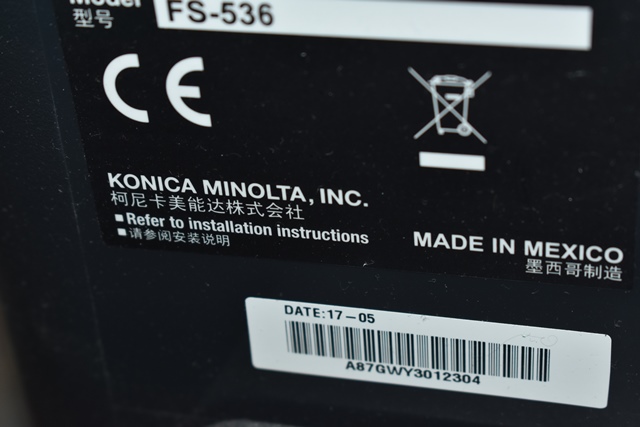 Model FS-536
型号
CE
KONICA MINOLTA, INC.
柯尼卡美能达株式会社
■Refer to installation instructions
■请参阅安装说明
MADE IN MEXICO
墨西哥制造
DATE:17-05
A87GWY3012304